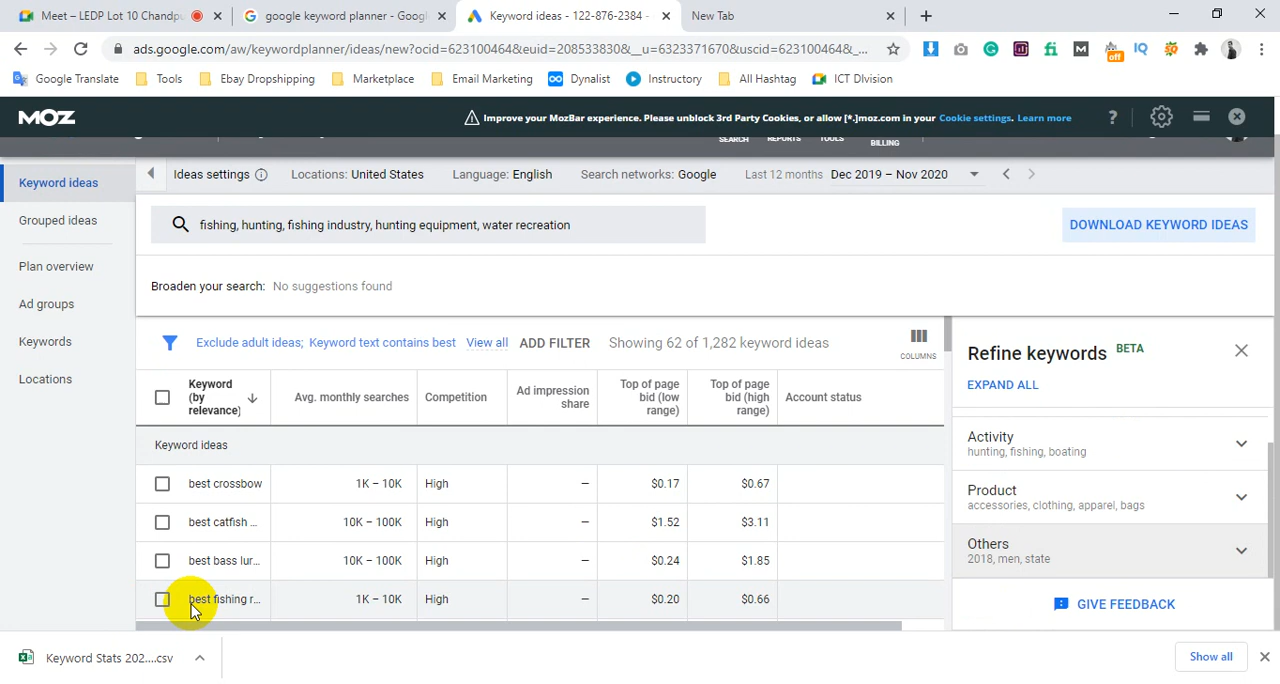 Meet – LEDP Lot 10 Chandpu
google keyword planner - Googl
Keyword ideas - 122-876-2384 -
New Tab
ads.google.com/aw/keywordplanner/ideas/new?ocid=623100464&euid=208533830&__u=6323371670&uscid=623100464&_...
Google Translate
Tools
Ebay Dropshipping
Marketplace
Email Marketing
Dynalist
Instructory
All Hashtag
ICT DIvision
off
MOZ
Improve your MozBar experience. Please unblock 3rd Party Cookies, or allow [*.]moz.com in your Cookie settings. Learn more
SEARCH
REPORTS
TOOLS
BILLING
Keyword ideas
Grouped ideas
Plan overview
Ad groups
Keywords
Locations
Ideas settings
Locations: United States
Language: English
Search networks: Google
Last 12 months
Dec 2019 – Nov 2020
fishing, hunting, fishing industry, hunting equipment, water recreation
DOWNLOAD KEYWORD IDEAS
Broaden your search: No suggestions found
Exclude adult ideas; Keyword text contains best
View all
ADD FILTER
Showing 62 of 1,282 keyword ideas
COLUMNS
Keyword (by relevance)
Avg. monthly searches
Competition
Ad impression share
Top of page bid (low range)
Top of page bid (high range)
Account status
Keyword ideas
best crossbow 1K – 10K High – $0.17 $0.67
best catfish ... 10K – 100K High – $1.52 $3.11
best bass lur... 10K – 100K High – $0.24 $1.85
best fishing r... 1K – 10K High – $0.20 $0.66
Refine keywords BETA
EXPAND ALL
Activity
hunting, fishing, boating
Product
accessories, clothing, apparel, bags
Others
2018, men, state
GIVE FEEDBACK
Keyword Stats 202....csv
Show all